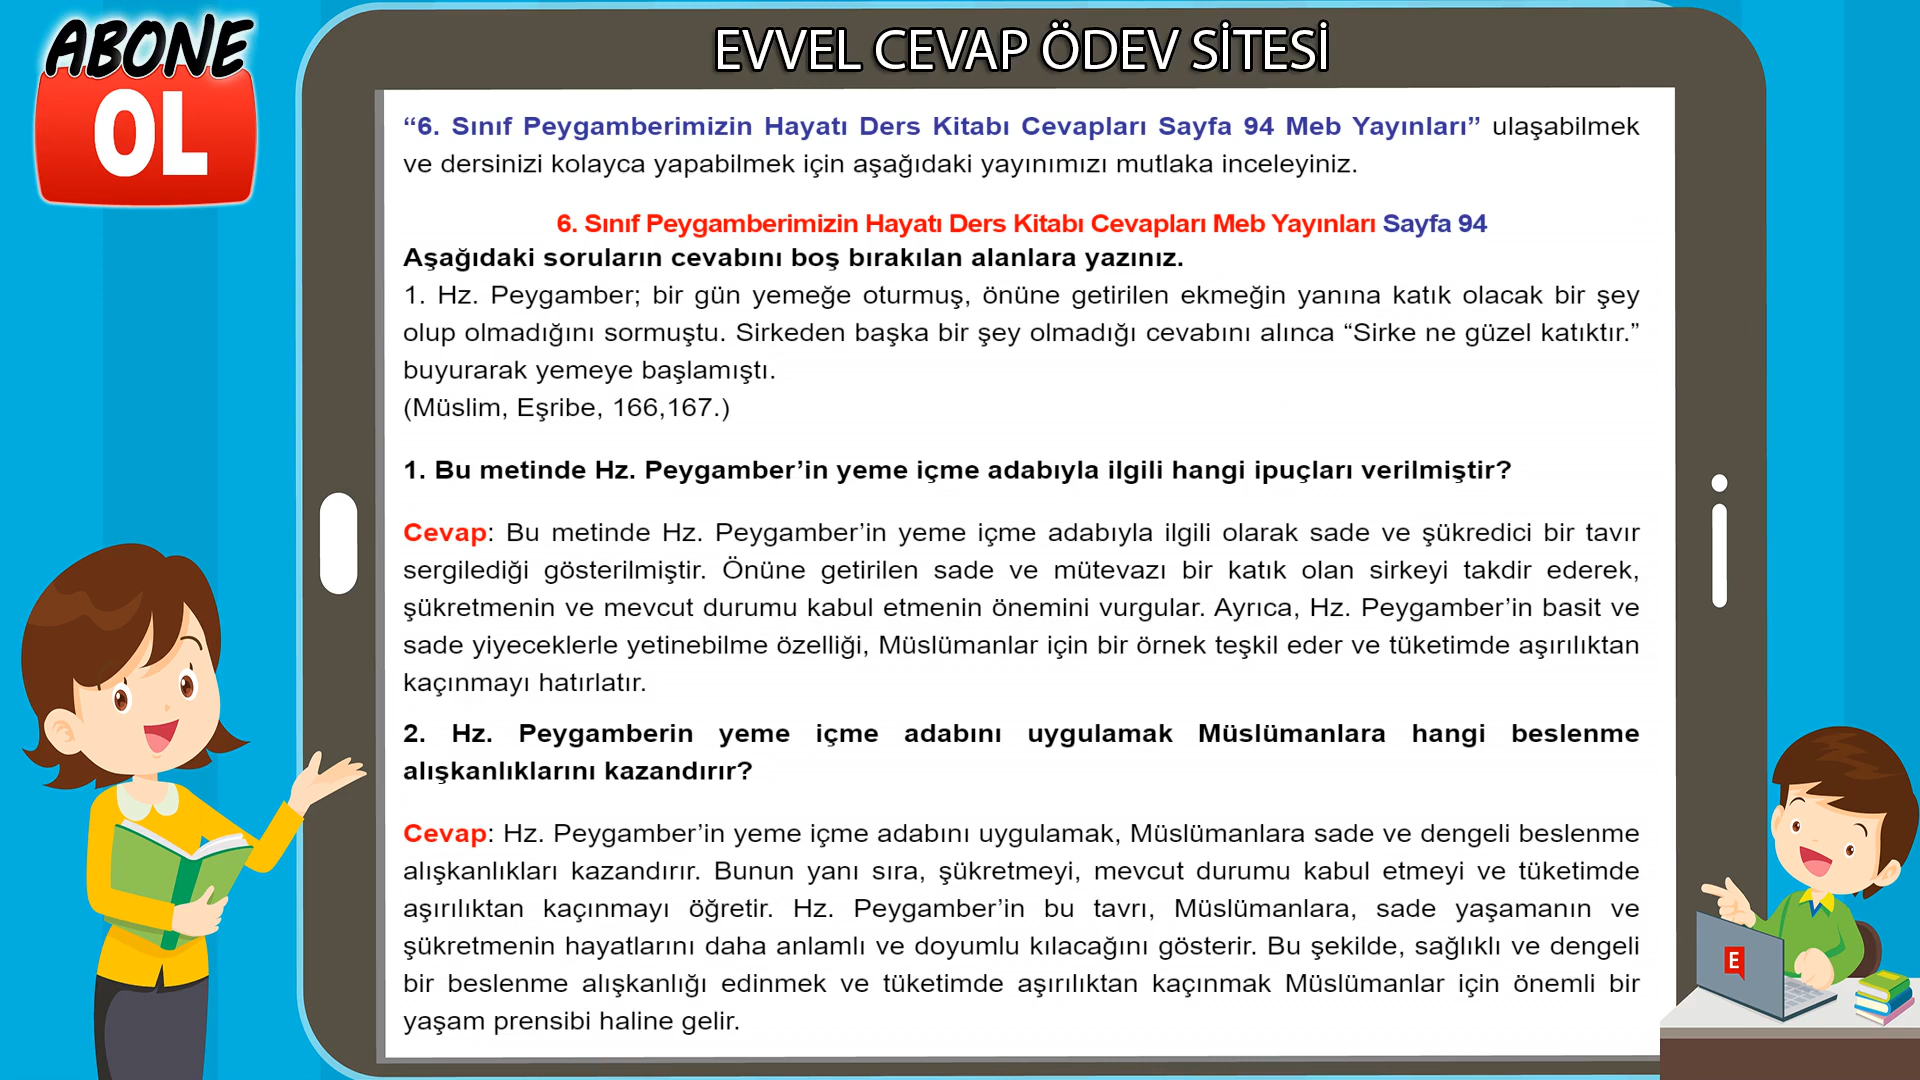 ABONE
OL
EVVEL CEVAP ÖDEV SİTESİ
“6. Sınıf Peygamberimizin Hayatı Ders Kitabı Cevapları Sayfa 94 Meb Yayınları” ulaşabilmek
ve dersinizi kolayca yapabilmek için aşağıdaki yayınımızı mutlaka inceleyiniz.
6. Sınıf Peygamberimizin Hayatı Ders Kitabı Cevapları Meb Yayınları Sayfa 94
Aşağıdaki soruların cevabını boş bırakılan alanlara yazınız.
1. Hz. Peygamber; bir gün yemeğe oturmuş, önüne getirilen ekmeğin yanına katık olacak bir şey
olup olmadığını sormuştu. Sirkeden başka bir şey olmadığı cevabını alınca “Sirke ne güzel katıktır.”
buyurarak yemeye başlamıştı.
(Müslim, Eşribe, 166,167.)
1. Bu metinde Hz. Peygamber’in yeme içme adabıyla ilgili hangi ipuçları verilmiştir?
Cevap: Bu metinde Hz. Peygamber’in yeme içme adabıyla ilgili olarak sade ve şükredici bir tavır
sergilediği gösterilmiştir. Önüne getirilen sade ve mütevazı bir katık olan sirkeyi takdir ederek,
şükretmenin ve mevcut durumu kabul etmenin önemini vurgular. Ayrıca, Hz. Peygamber’in basit ve
sade yiyeceklerle yetinebilme özelliği, Müslümanlar için bir örnek teşkil eder ve tüketimde aşırılıktan
kaçınmayı hatırlatır.
2. Hz. Peygamberin yeme içme adabını uygulamak Müslümanlara hangi beslenme
alışkanlıklarını kazandırır?
Cevap: Hz. Peygamber’in yeme içme adabını uygulamak, Müslümanlara sade ve dengeli beslenme
alışkanlıkları kazandırır. Bunun yanı sıra, şükretmeyi, mevcut durumu kabul etmeyi ve tüketimde
aşırılıktan kaçınmayı öğretir. Hz. Peygamber’in bu tavrı, Müslümanlara, sade yaşamanın ve
şükretmenin hayatlarını daha anlamlı ve doyumlu kılacağını gösterir. Bu şekilde, sağlıklı ve dengeli
bir beslenme alışkanlığı edinmek ve tüketimde aşırılıktan kaçınmak Müslümanlar için önemli bir
yaşam prensibi haline gelir.
E